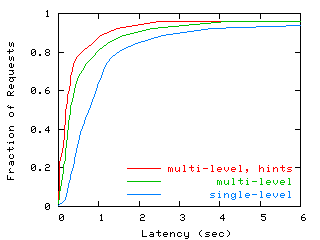 1
0.8
0.6
0.4
0.2
0
Fraction of Requests
multi-level, hints
multi-level
single-level
0 1 2 3 4 5 6
Latency (sec)